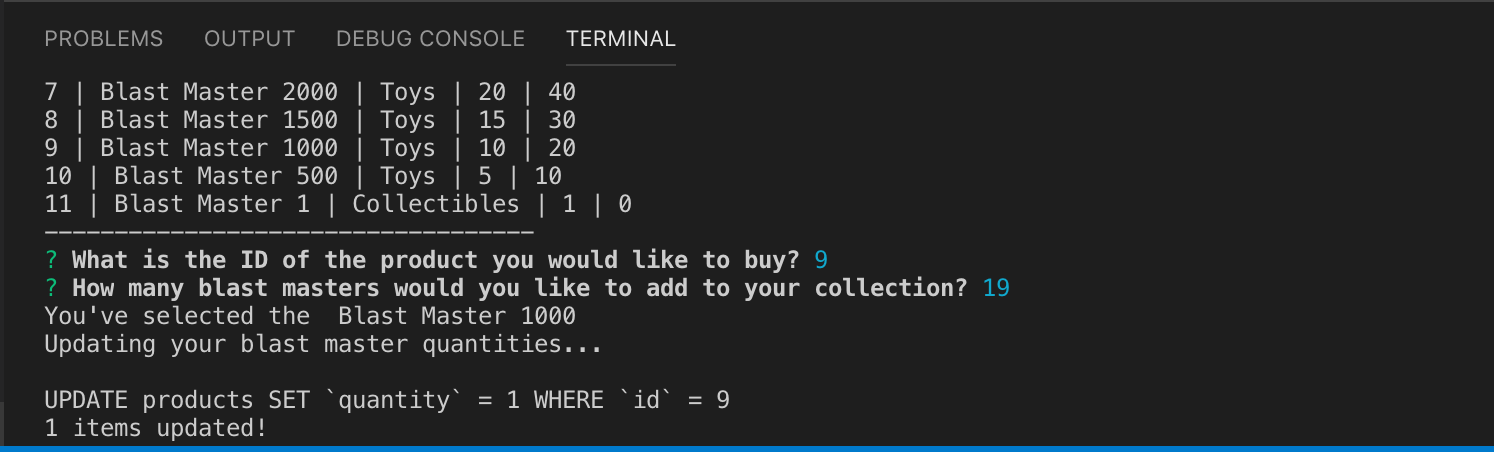 PROBLEMS OUTPUT DEBUG CONSOLE TERMINAL
7 | Blast Master 2000 | Toys | 20 | 40
8 | Blast Master 1500 | Toys | 15 | 30
9 | Blast Master 1000 | Toys | 10 | 20
10 | Blast Master 500 | Toys | 5 | 10
11 | Blast Master 1 | Collectibles | 1 | 0
-----------------------------------
? What is the ID of the product you would like to buy? 9
? How many blast masters would you like to add to your collection? 19
You've selected the  Blast Master 1000
Updating your blast master quantities...
UPDATE products SET `quantity` = 1 WHERE `id` = 9
1 items updated!